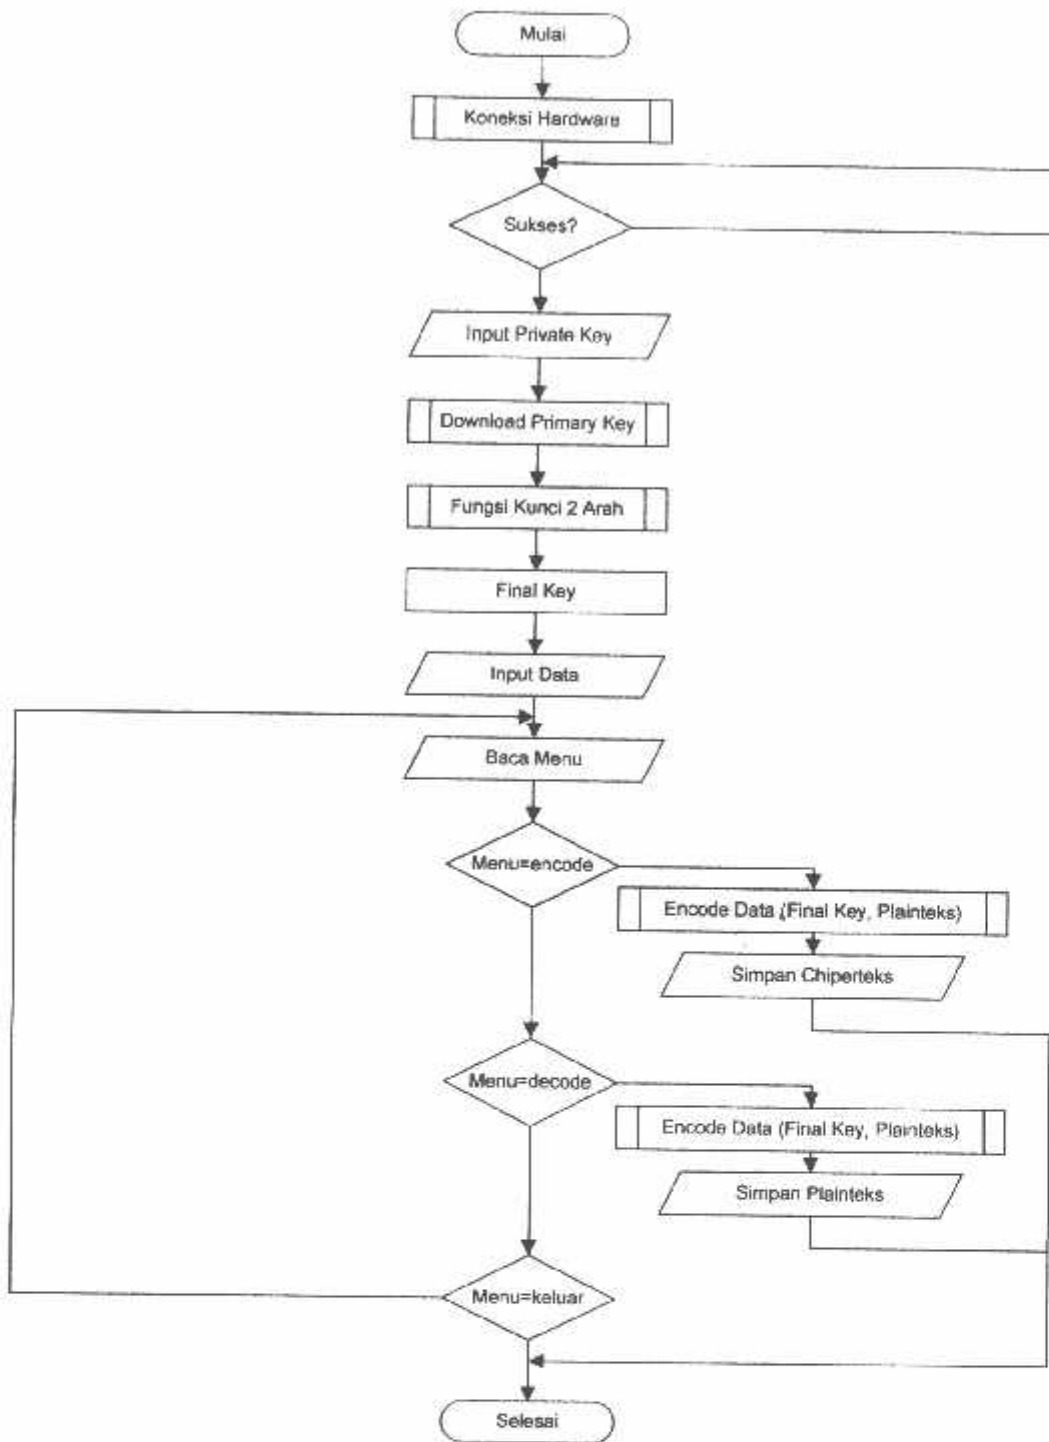 Mulai
Koneksi Hardware
Sukses?
Input Private Key
Download Primary Key
Fungsi Kunci 2 Arah
Final Key
Input Data
Baca Menu
Menu=encode
Encode Data (Final Key, Plainteks)
Simpan Chiperteks
Menu=decode
Encode Data (Final Key, Plainteks)
Simpan Plainteks
Menu=keluar
Selesai